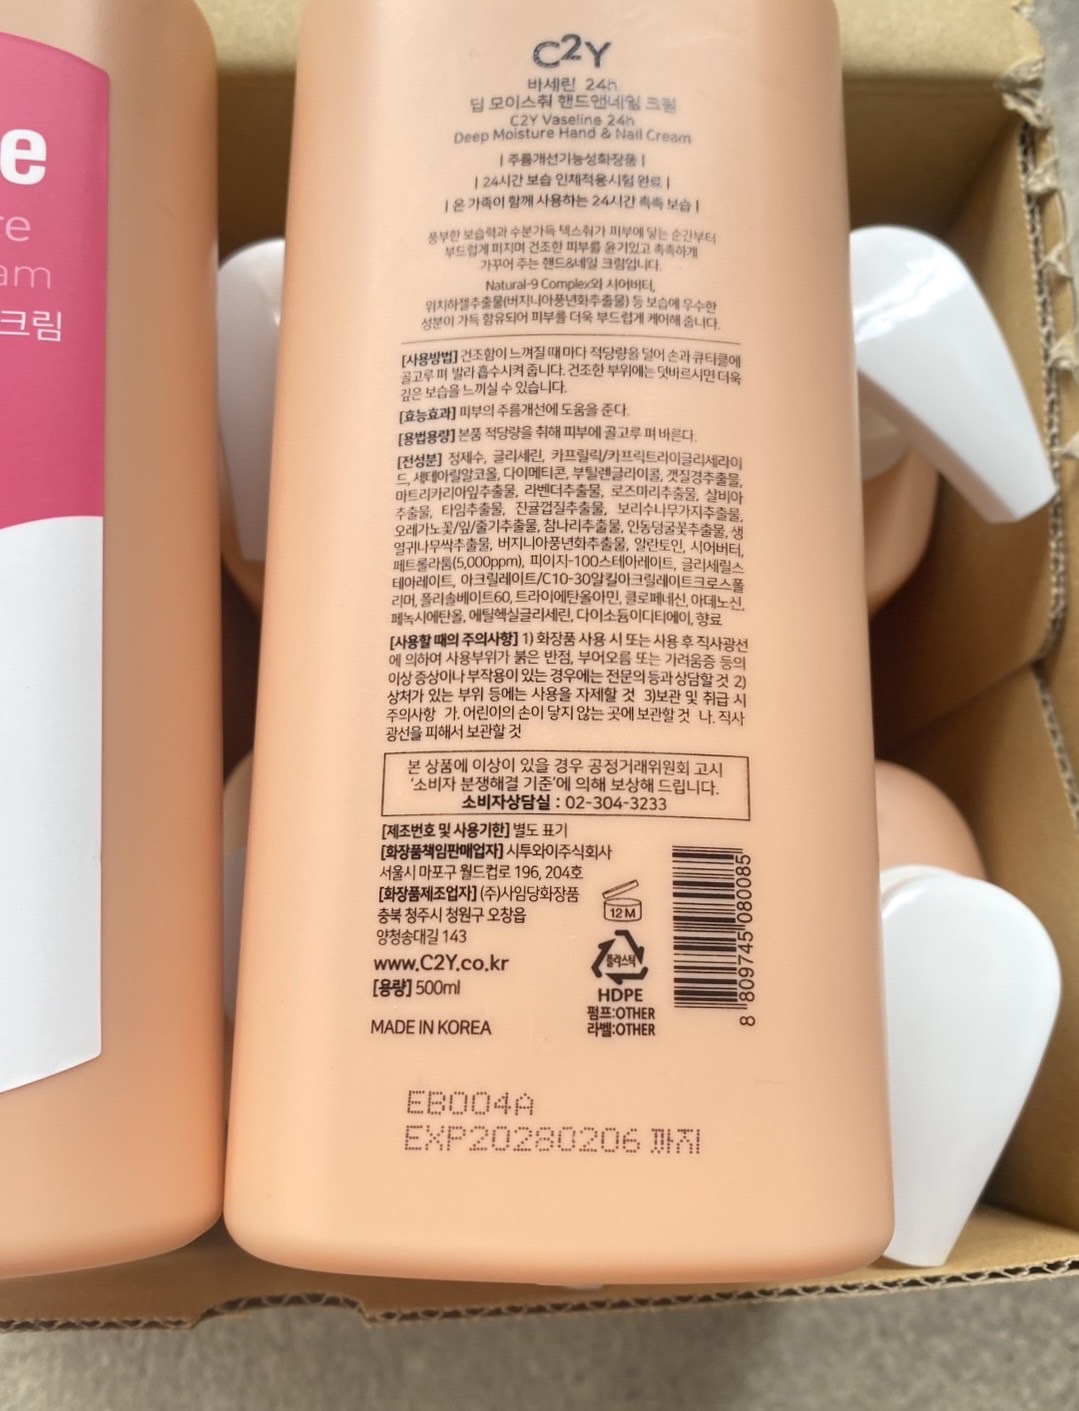 e
re
am
크림
C2Y
바세린 24h
딥 모이스춰 핸드앤네일 크림
C2Y Vaseline 24h
Deep Moisture Hand & Nail Cream
| 주름개선기능성화장품 |
| 24시간 보습 인체적용시험 완료 |
| 온 가족이 함께 사용하는 24시간 촉촉 보습 |
풍부한 보습력과 수분가득 텍스춰가 피부에 닿는 순간부터
부드럽게 퍼지며 건조한 피부를 윤기있고 촉촉하게
가꾸어 주는 핸드&네일 크림입니다.
Natural-9 Complex와 시어버터,
위치하젤추출물(버지니아풍년화추출물) 등 보습에 우수한
성분이 가득 함유되어 피부를 더욱 부드럽게 케어해 줍니다.
[사용방법] 건조함이 느껴질 때 마다 적당량을 덜어 손과 큐티클에
골고루 펴 발라 흡수시켜 줍니다. 건조한 부위에는 덧바르시면 더욱
깊은 보습을 느끼실 수 있습니다.
[효능효과] 피부의 주름개선에 도움을 준다.
[용법용량] 본품 적당량을 취해 피부에 골고루 펴 바른다.
[전성분] 정제수, 글리세린, 카프릴릭/카프릭트라이글리세라이
드, 세테아릴알코올, 다이메티콘, 부틸렌글라이콜, 갯질경추출물,
마트리카리아잎추출물, 라벤더추출물, 로즈마리추출물, 살비아
추출물, 타임추출물, 진귤껍질추출물, 보리수나무가지추출물,
오레가노꽃/잎/줄기추출물, 참나리추출물, 인동덩굴꽃추출물, 생
열귀나무싹추출물, 버지니아풍년화추출물, 알란토인, 시어버터,
페트롤라툼(5,000ppm), 피이지-100스테아레이트, 글리세릴스
테아레이트, 아크릴레이트/C10-30알킬아크릴레이트크로스폴
리머, 폴리솔베이트60, 트라이에탄올아민, 클로페네신, 아데노신,
페녹시에탄올, 에틸헥실글리세린, 다이소듐이디티에이, 향료
[사용할 때의 주의사항] 1) 화장품 사용 시 또는 사용 후 직사광선
에 의하여 사용부위가 붉은 반점, 부어오름 또는 가려움증 등의
이상 증상이나 부작용이 있는 경우에는 전문의 등과 상담할 것 2)
상처가 있는 부위 등에는 사용을 자제할 것 3)보관 및 취급 시
주의사항 가. 어린이의 손이 닿지 않는 곳에 보관할 것 나. 직사
광선을 피해서 보관할 것
본 상품에 이상이 있을 경우 공정거래위원회 고시
'소비자 분쟁해결 기준'에 의해 보상해 드립니다.
소비자상담실 : 02-304-3233
[제조번호 및 사용기한] 별도 표기
[화장품책임판매업자] 시투와이주식회사
서울시 마포구 월드컵로 196, 204호
[화장품제조업자] (주)사임당화장품
충북 청주시 청원구 오창읍
양청송대길 143
www.C2Y.co.kr
[용량] 500ml
MADE IN KOREA
12M
플라스틱
HDPE
펌프:OTHER
라벨:OTHER
8 809745 080085
EB004A
EXP20280206 까지